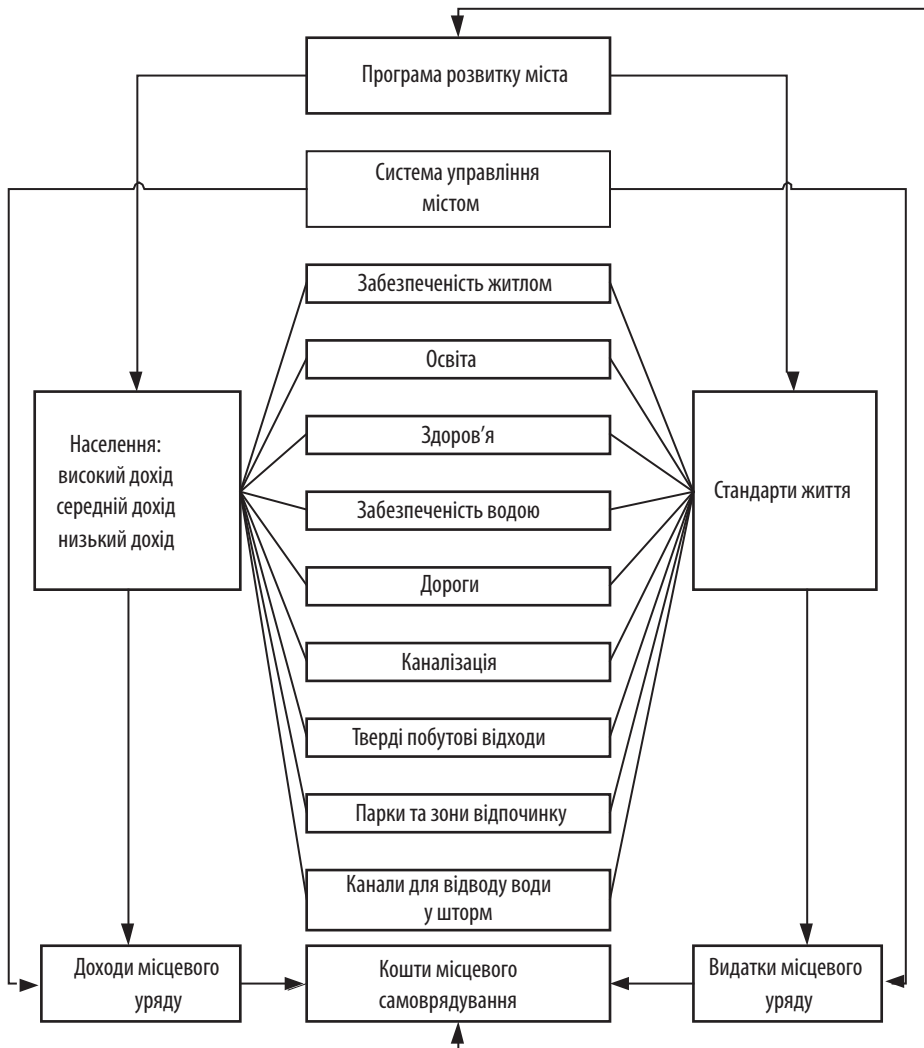 Програма розвитку міста
Система управління
містом
Забезпеченість житлом
Освіта
Здоров’я
Забезпеченість водою
Дороги
Каналізація
Тверді побутові відходи
Парки та зони відпочинку
Канали для відводу води
у шторм
Населення:
високий дохід
середній дохід
низький дохід
Стандарти життя
Доходи місцевого
уряду
Кошти місцевого
самоврядування
Видатки місцевого
уряду